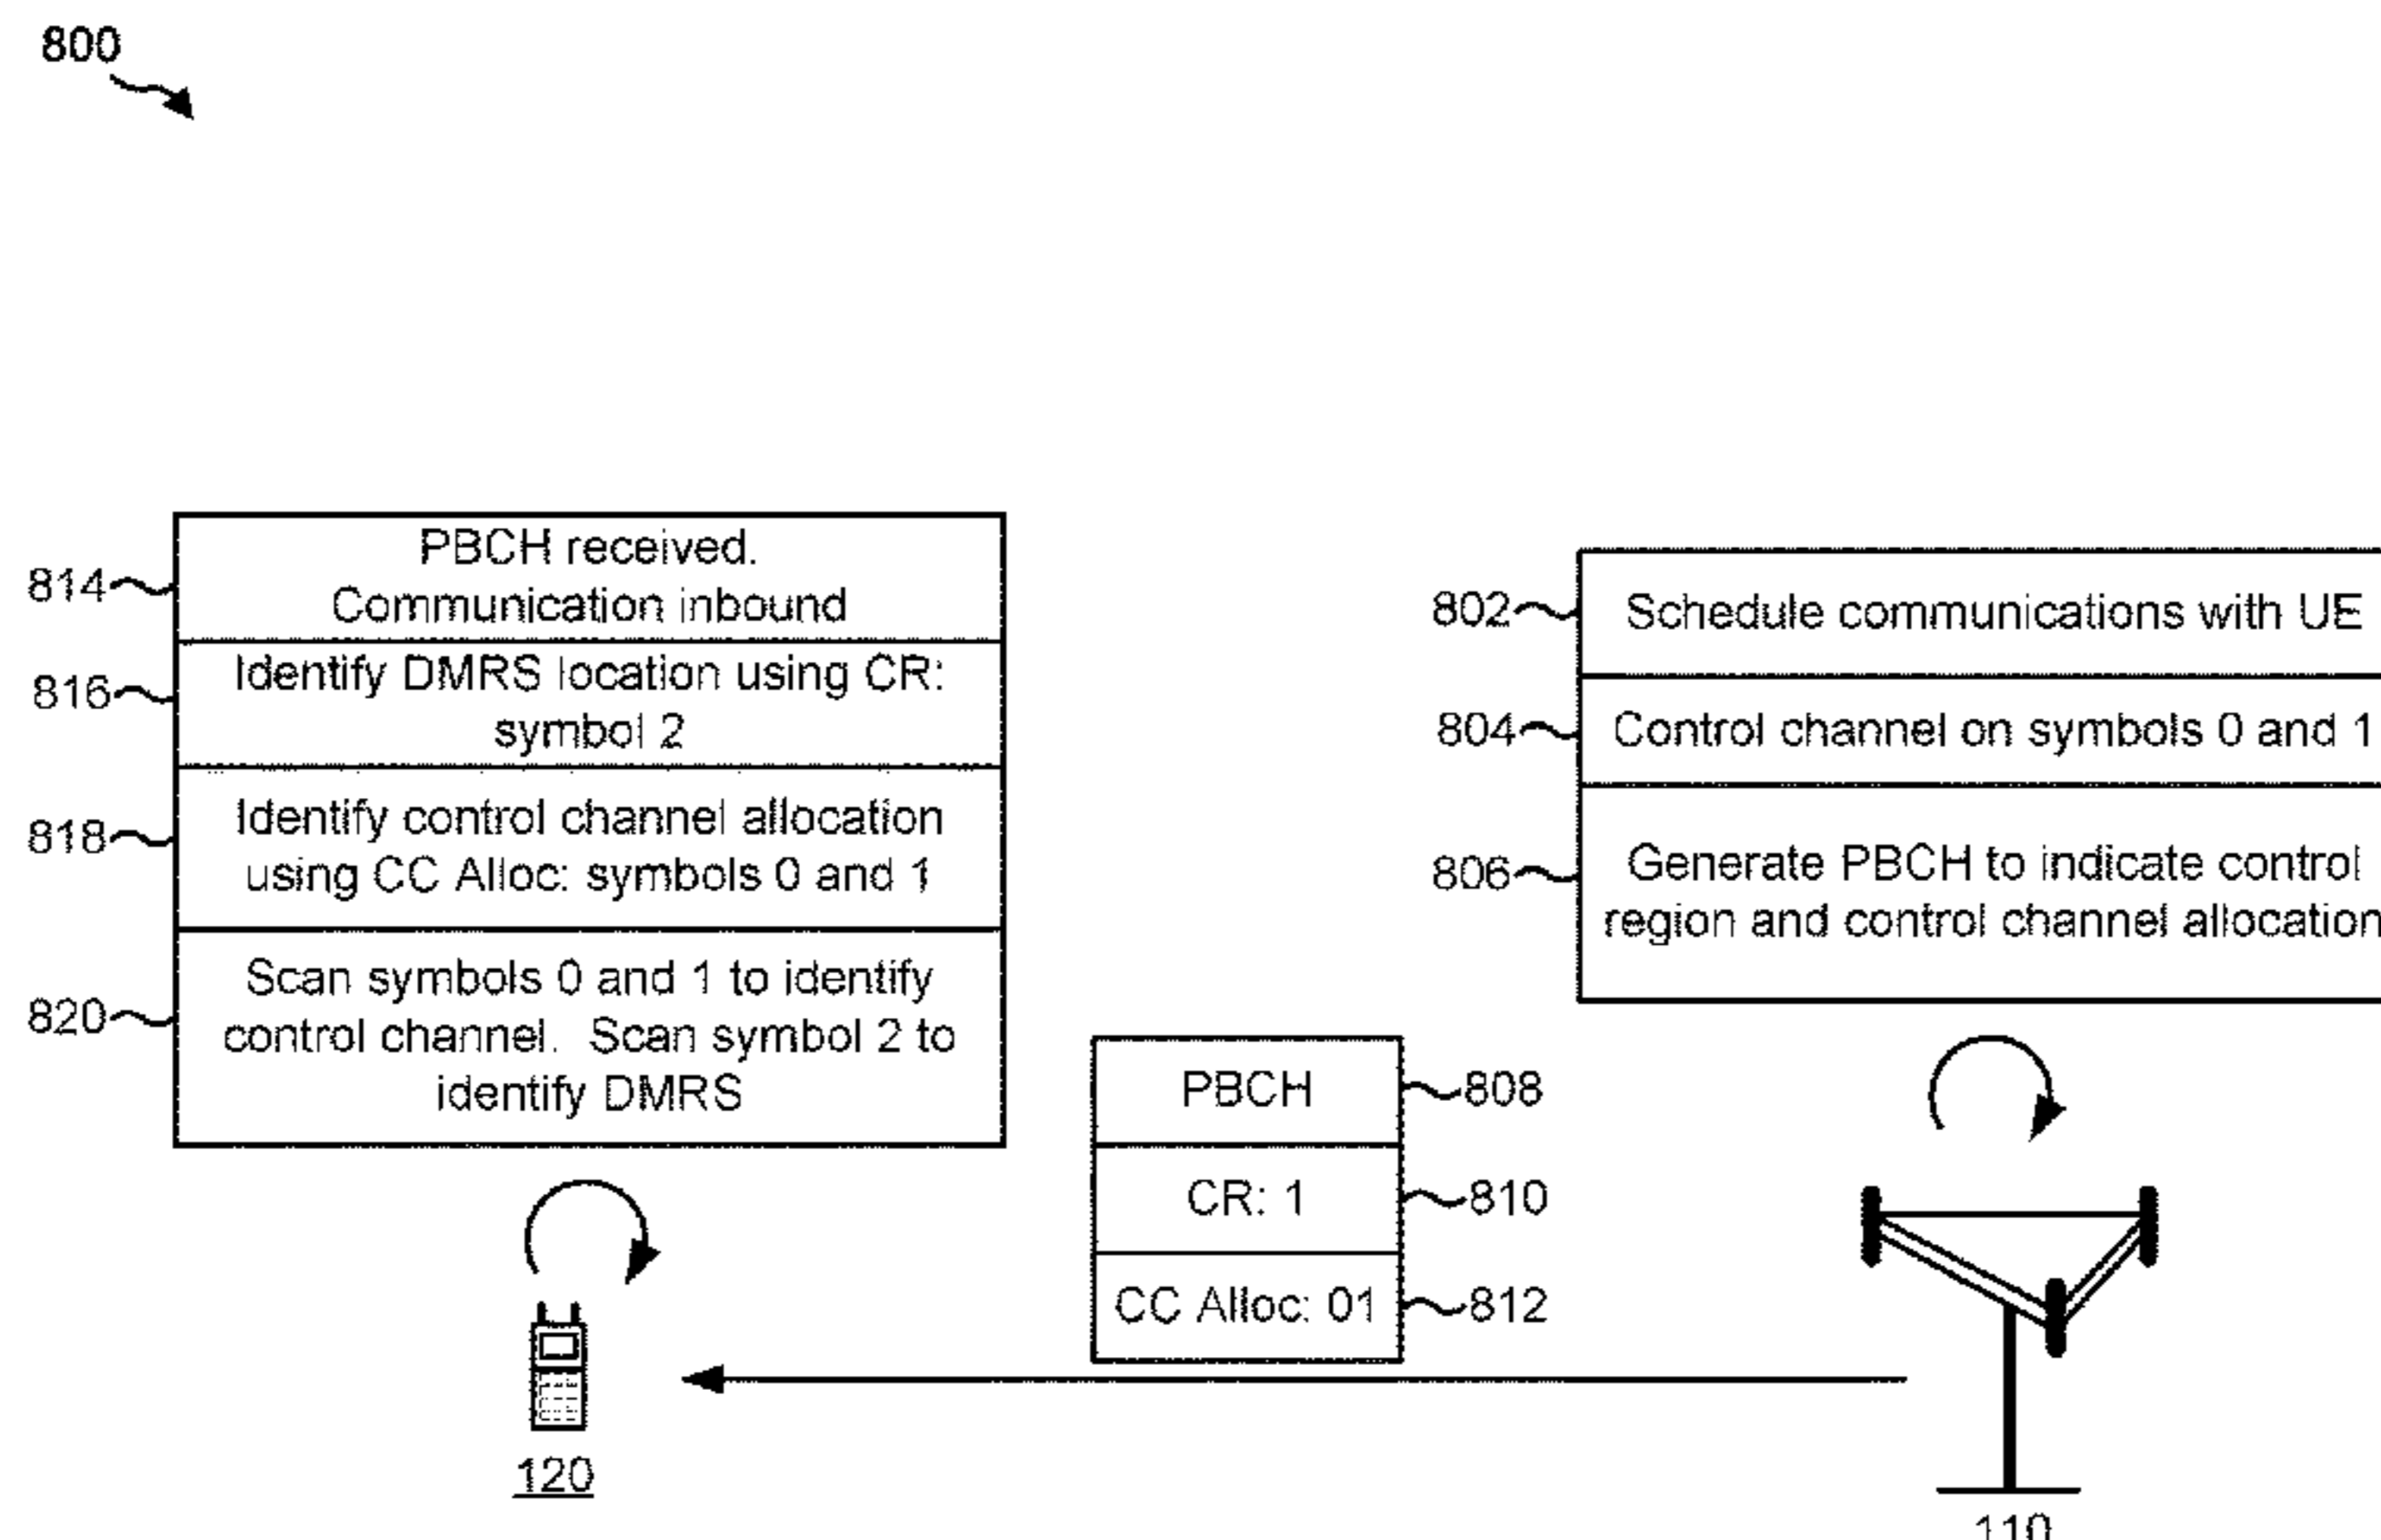 800
814
PBCH received.
Communication inbound
816
Identify DMRS location using CR:
symbol 2
818
Identify control channel allocation
using CC Alloc: symbols 0 and 1
820
Scan symbols 0 and 1 to identify
control channel. Scan symbol 2 to
identify DMRS
120
PBCH
808
CR: 1
810
CC Alloc: 01
812
802
Schedule communications with UE
804
Control channel on symbols 0 and 1
806
Generate PBCH to indicate control
region and control channel allocation
110